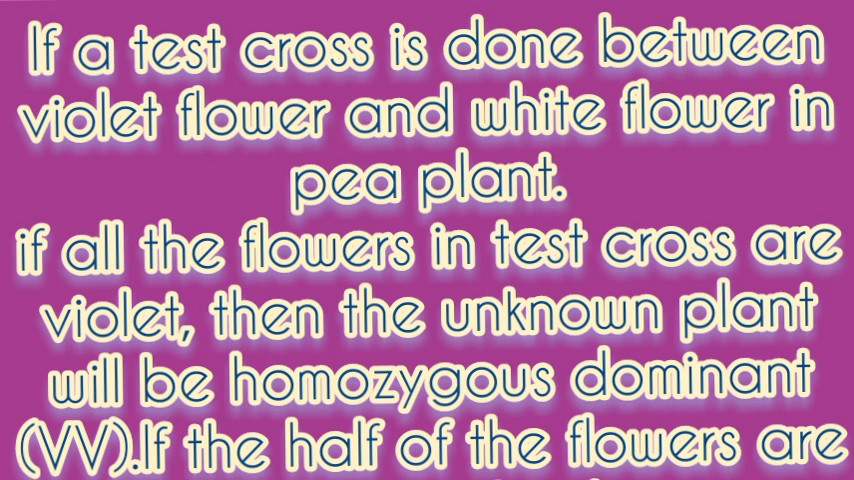 If a test cross is done between
violet flower and white flower in
pea plant.
if all the flowers in test cross are
violet, then the unknown plant
will be homozygous dominant
(VV).If the half of the flowers are